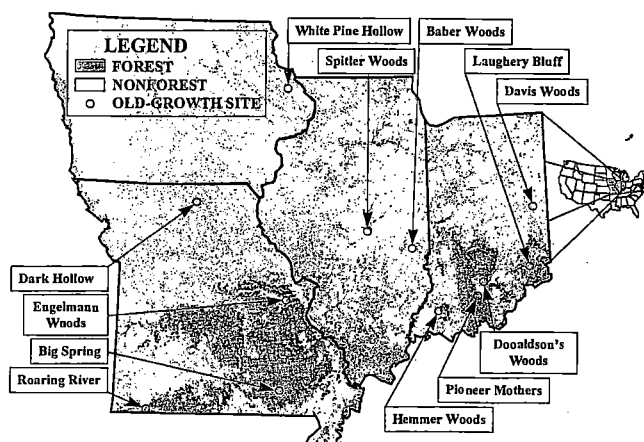 LEGEND
FOREST
NONFOREST
OLD-GROWTH SITE
White Pine Hollow
Spitler Woods
Baber Woods
Laughery Bluff
Davis Woods
Dark Hollow
Engelmann
Woods
Big Spring
Roaring River
Dooaldson's
Woods
Pioneer Mothers
Hemmer Woods